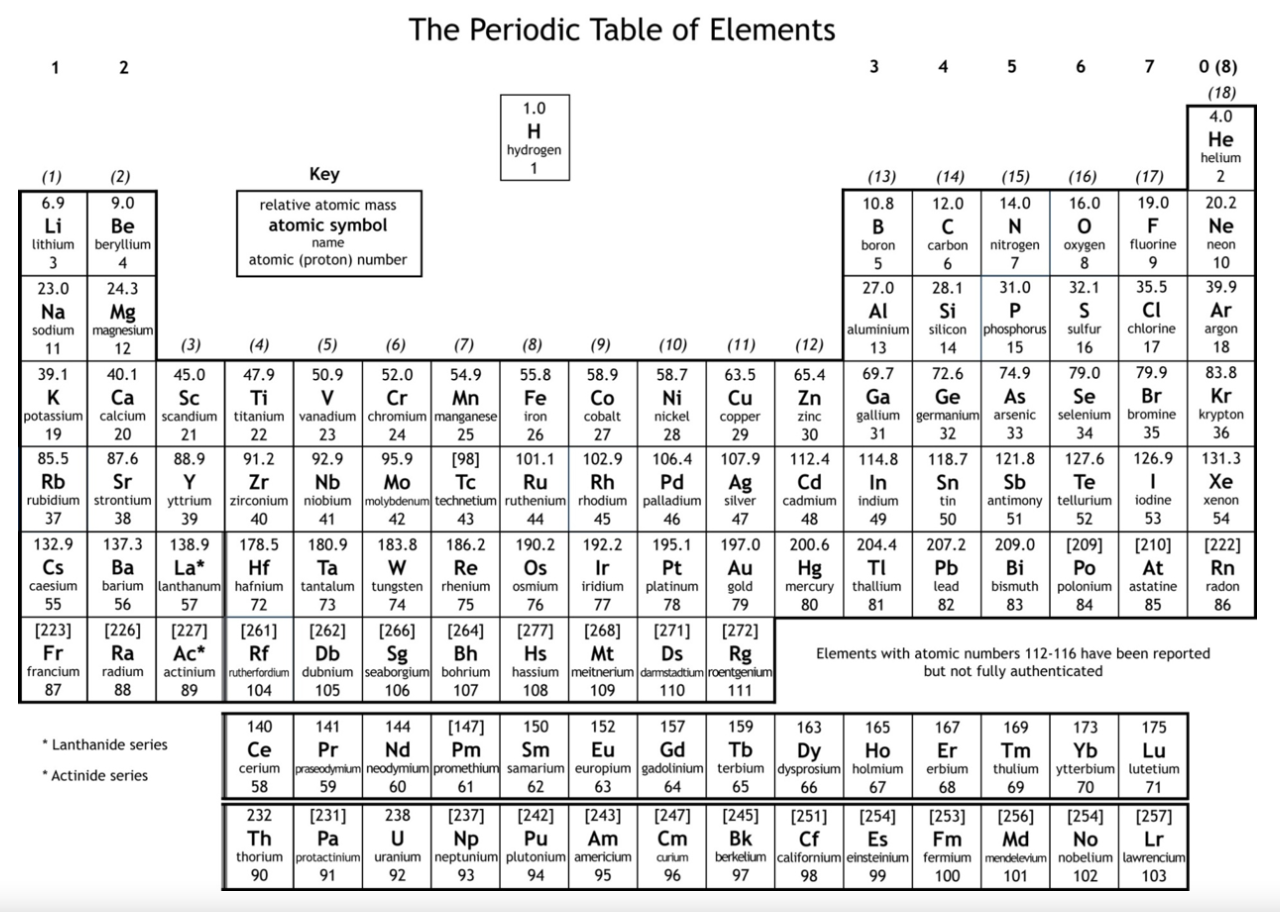 The Periodic Table of Elements
1 2 3 4 5 6 7 0 (8)
(18)
1.0
H
hydrogen
1
4.0
He
helium
2
(1) (2) Key (13) (14) (15) (16) (17)
relative atomic mass
atomic symbol
name
atomic (proton) number
6.9 9.0 10.8 12.0 14.0 16.0 19.0 20.2
Li Be B C N O F Ne
lithium beryllium boron carbon nitrogen oxygen fluorine neon
3 4 5 6 7 8 9 10
23.0 24.3 27.0 28.1 31.0 32.1 35.5 39.9
Na Mg Al Si P S Cl Ar
sodium magnesium aluminium silicon phosphorus sulfur chlorine argon
11 12 (3) (4) (5) (6) (7) (8) (9) (10) (11) (12) 13 14 15 16 17 18
39.1 40.1 45.0 47.9 50.9 52.0 54.9 55.8 58.9 58.7 63.5 65.4 69.7 72.6 74.9 79.0 79.9 83.8
K Ca Sc Ti V Cr Mn Fe Co Ni Cu Zn Ga Ge As Se Br Kr
potassium calcium scandium titanium vanadium chromium manganese iron cobalt nickel copper zinc gallium germanium arsenic selenium bromine krypton
19 20 21 22 23 24 25 26 27 28 29 30 31 32 33 34 35 36
85.5 87.6 88.9 91.2 92.9 95.9 [98] 101.1 102.9 106.4 107.9 112.4 114.8 118.7 121.8 127.6 126.9 131.3
Rb Sr Y Zr Nb Mo Tc Ru Rh Pd Ag Cd In Sn Sb Te I Xe
rubidium strontium yttrium zirconium niobium molybdenum technetium ruthenium rhodium palladium silver cadmium indium tin antimony tellurium iodine xenon
37 38 39 40 41 42 43 44 45 46 47 48 49 50 51 52 53 54
132.9 137.3 138.9 178.5 180.9 183.8 186.2 190.2 192.2 195.1 197.0 200.6 204.4 207.2 209.0 [209] [210] [222]
Cs Ba La* Hf Ta W Re Os Ir Pt Au Hg Tl Pb Bi Po At Rn
caesium barium lanthanum hafnium tantalum tungsten rhenium osmium iridium platinum gold mercury thallium lead bismuth polonium astatine radon
55 56 57 72 73 74 75 76 77 78 79 80 81 82 83 84 85 86
[223] [226] [227] [261] [262] [266] [264] [277] [268] [271] [272]
Fr Ra Ac* Rf Db Sg Bh Hs Mt Ds Rg
francium radium actinium rutherfordium dubnium seaborgium bohrium hassium meitnerium darmstadtium roentgenium
87 88 89 104 105 106 107 108 109 110 111
Elements with atomic numbers 112-116 have been reported
but not fully authenticated
* Lanthanide series
* Actinide series
140 141 144 [147] 150 152 157 159 163 165 167 169 173 175
Ce Pr Nd Pm Sm Eu Gd Tb Dy Ho Er Tm Yb Lu
cerium praseodymium neodymium promethium samarium europium gadolinium terbium dysprosium holmium erbium thulium ytterbium lutetium
58 59 60 61 62 63 64 65 66 67 68 69 70 71
232 [231] 238 [237] [242] [243] [247] [245] [251] [254] [253] [256] [254] [257]
Th Pa U Np Pu Am Cm Bk Cf Es Fm Md No Lr
thorium protactinium uranium neptunium plutonium americium curium berkelium californium einsteinium fermium mendelevium nobelium lawrencium
90 91 92 93 94 95 96 97 98 99 100 101 102 103